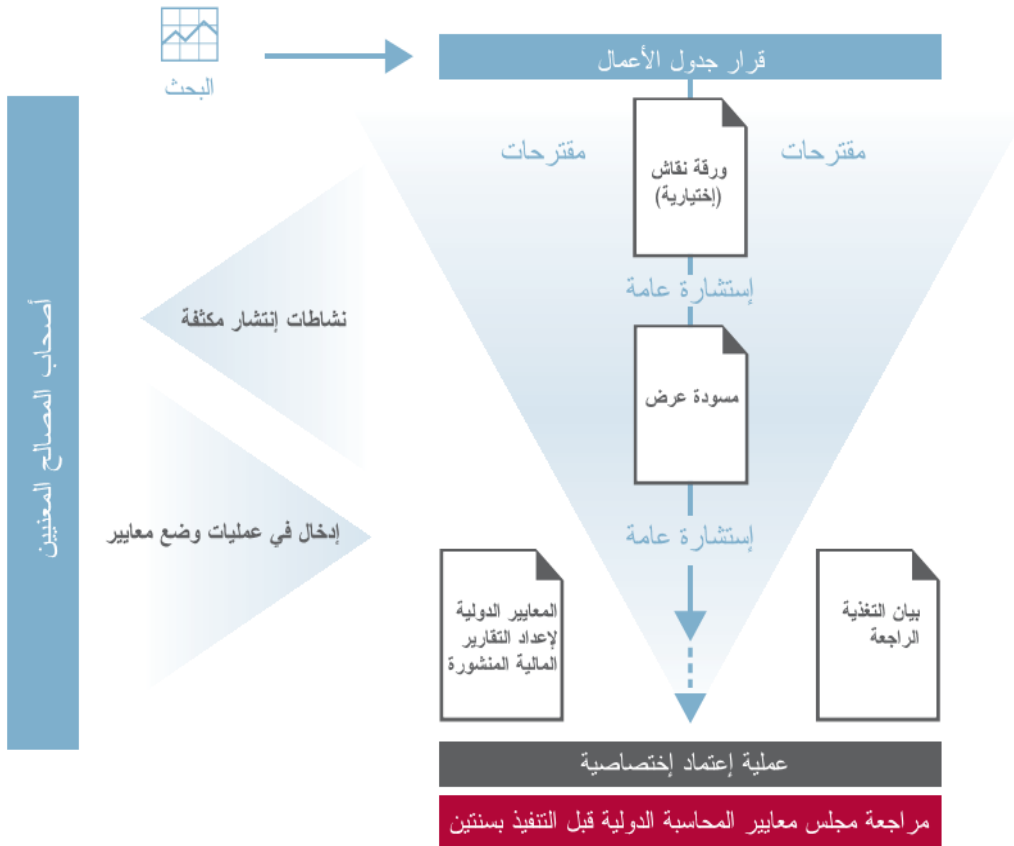 البحث
قرار جدول الأعمال
مقترحات
مقترحات
ورقة نقاش
(إختيارية)
إستشارة عامة
أصحاب المصالح المعنيين
نشاطات إنتشار مكثفة
مسودة عرض
إدخال في عمليات وضع معايير
إستشارة عامة
بيان التغذية
الراجعة
المعايير الدولية
لإعداد التقارير
المالية المنشورة
عملية إعتماد إختصاصية
مراجعة مجلس معايير المحاسبة الدولية قبل التنفيذ بسنتين